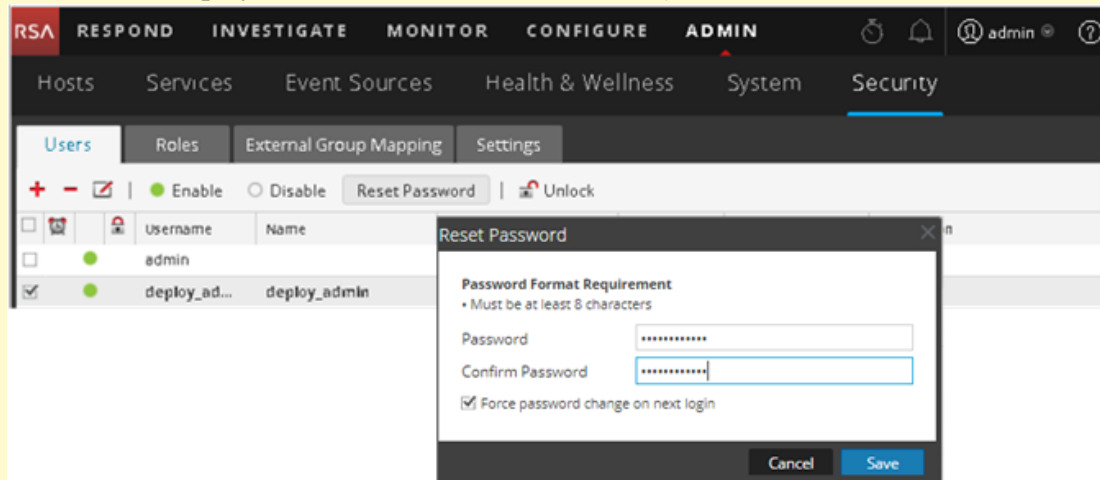 RSA RESPOND INVESTIGATE MONITOR CONFIGURE ADMIN admin ?
Hosts Services Event Sources Health & Wellness System Security
Users Roles External Group Mapping Settings
Enable Disable Reset Password Unlock
Username Name
admin
deploy_ad... deploy_admin
Reset Password
Password Format Requirement
• Must be at least 8 characters
Password ••••••••••••
Confirm Password ••••••••••••
Force password change on next login
Cancel Save